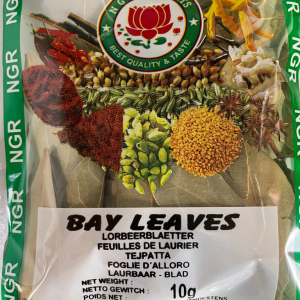 BEST QUALITY & TASTE
NGR
NGR
NGR
NGR
BAY LEAVES
LORBEERBLAETTER
FEUILLES DE LAURIER
TEJPATTA
FOGLIE D'ALLORO
LAURBAAR - BLAD
NET WEIGHT :
NETTO GEWITCH : 10g
POIDS NET :